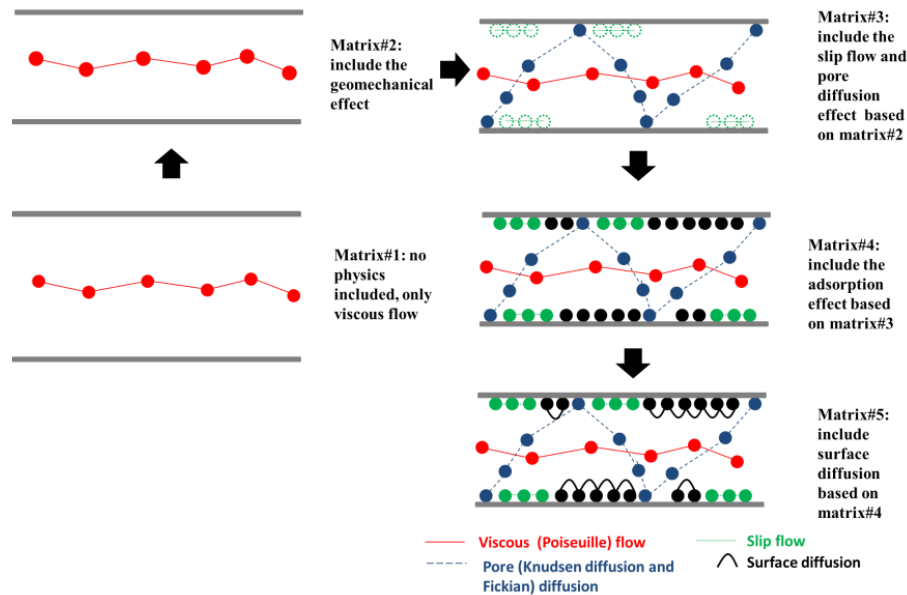 Matrix#2:
include the
geomechanical
effect
Matrix#3:
include the
slip flow and
pore
diffusion
effect based
on matrix#2
Matrix#1: no
physics
included, only
viscous flow
Matrix#4:
include the
adsorption
effect based
on matrix#3
Matrix#5:
include
surface
diffusion
based on
matrix#4
Viscous (Poiseuille) flow
Slip flow
Pore (Knudsen diffusion and
Fickian) diffusion
Surface diffusion